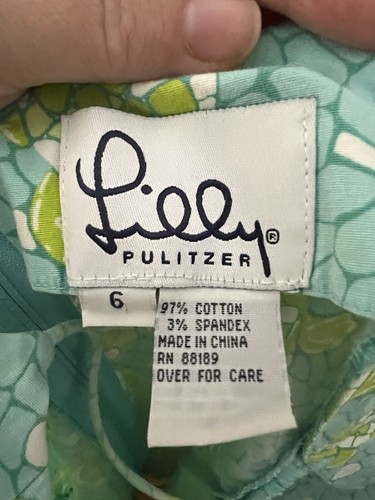 Lilly®
PULITZER
6
97% COTTON
3% SPANDEX
MADE IN CHINA
RN 88189
OVER FOR CARE